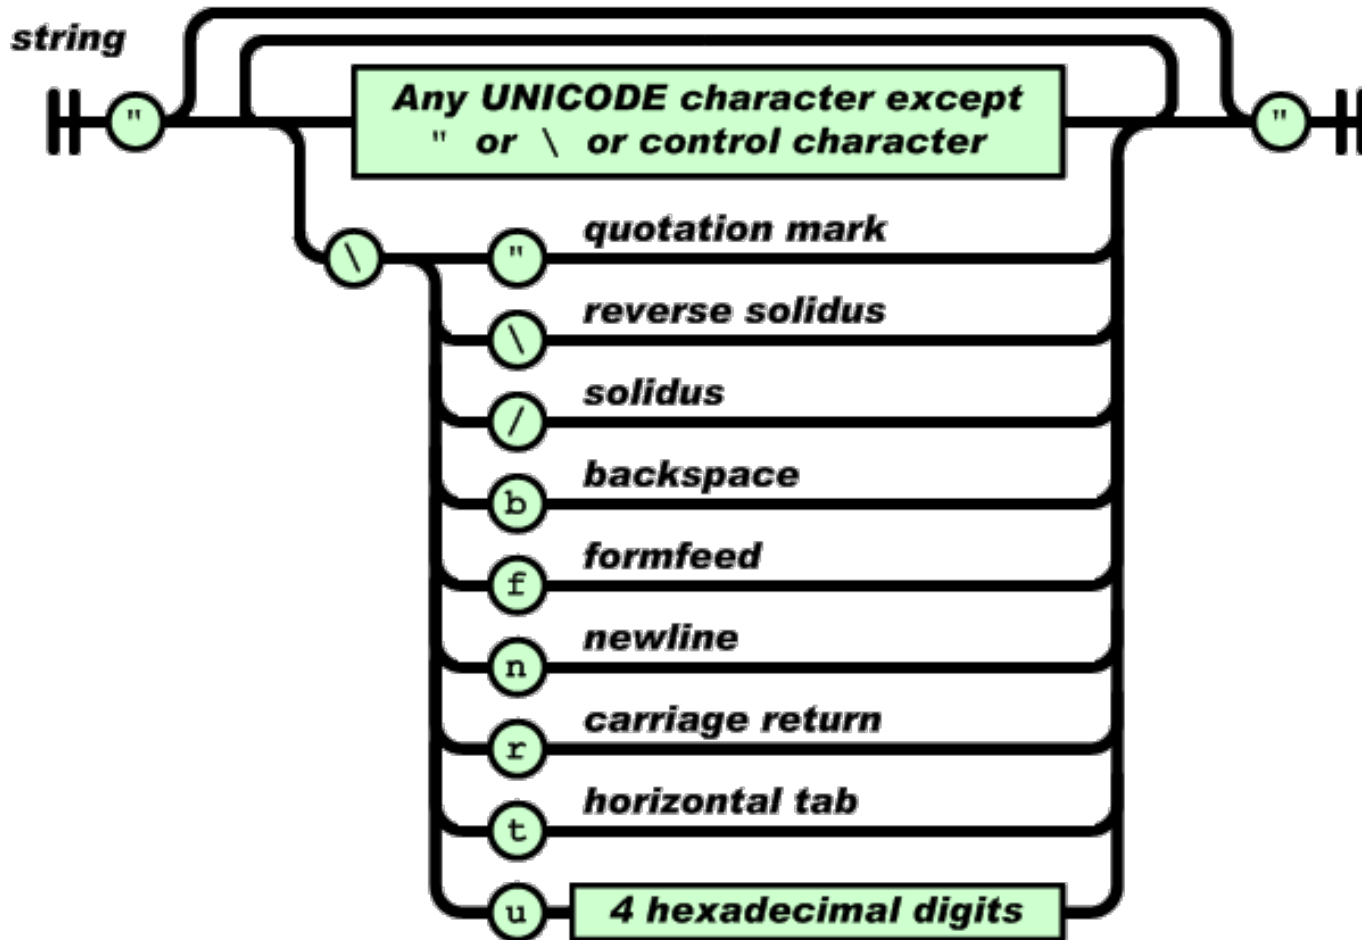 string
"
Any UNICODE character except
" or \ or control character
"
\
" quotation mark
\ reverse solidus
/ solidus
b backspace
f formfeed
n newline
r carriage return
t horizontal tab
u 4 hexadecimal digits